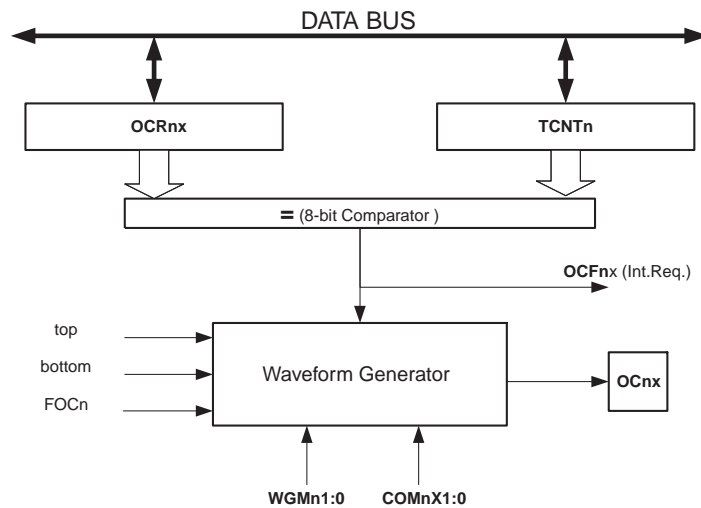 DATA BUS
OCRnx
TCNTn
= (8-bit Comparator )
OCFnx (Int.Req.)
top
bottom
FOCn
Waveform Generator
OCnx
WGMn1:0
COMnX1:0